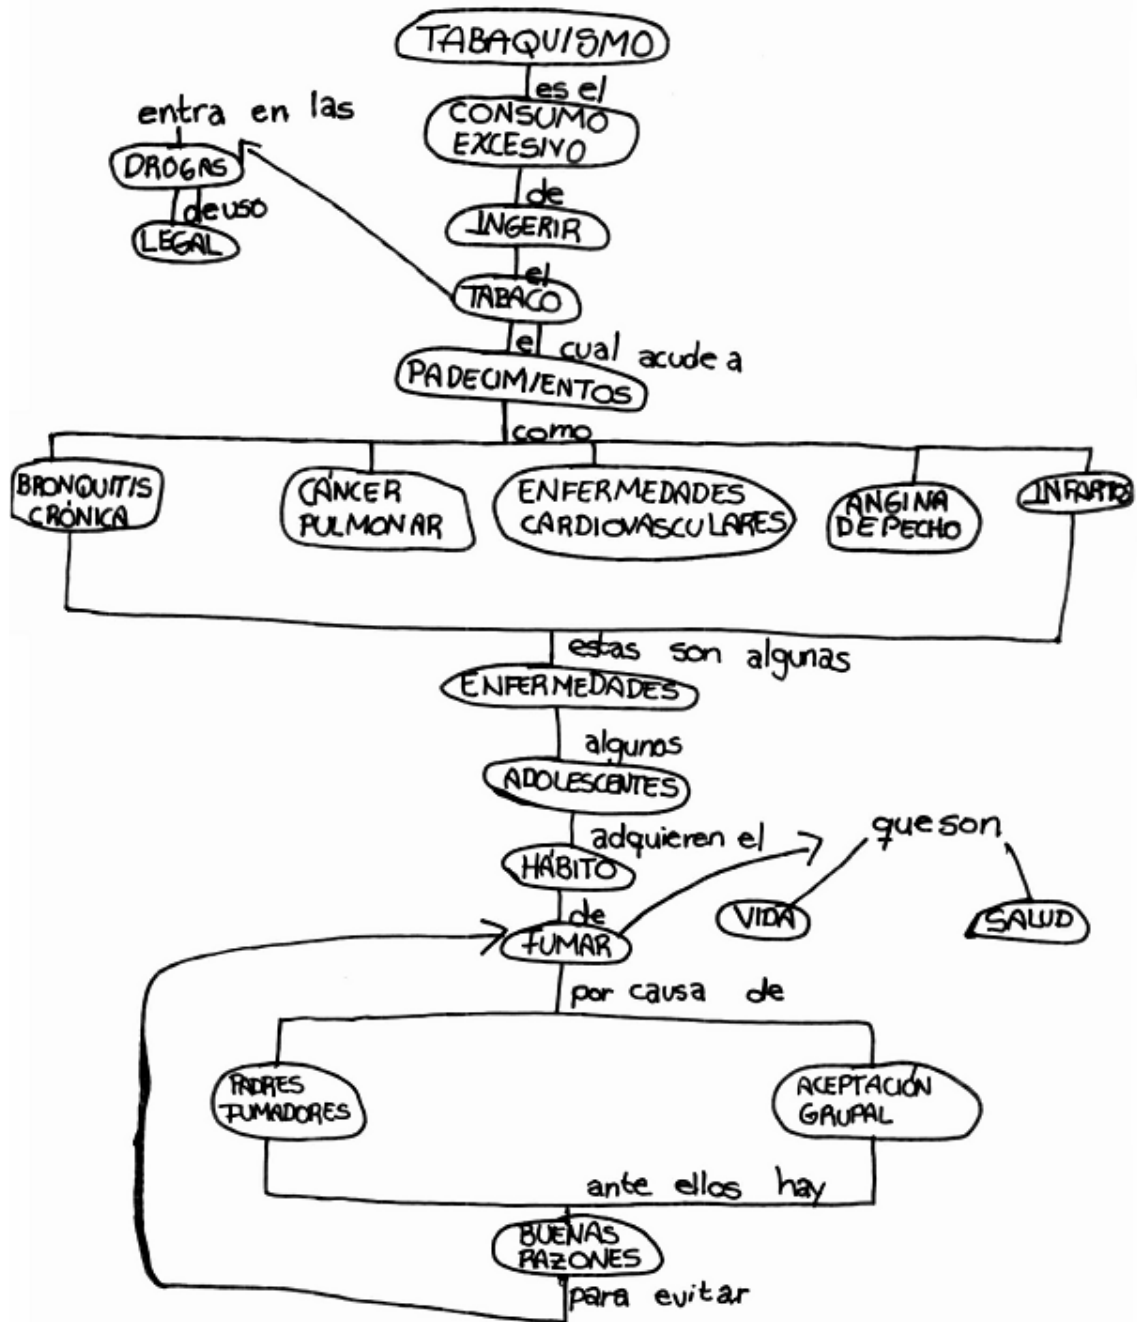 TABAQUISMO
es el
CONSUMO
EXCESIVO
entra en las
DROGAS
de uso
LEGAL
de
INGERIR
el
TABACO
el cual acude a
PADECIMIENTOS
como
BRONQUITIS
CRÓNICA
CÁNCER
PULMONAR
ENFERMEDADES
CARDIOVASCULARES
ANGINA
DE PECHO
INFARTO
estas son algunas
ENFERMEDADES
algunos
ADOLESCENTES
adquieren el
HÁBITO
de
FUMAR
que son
VIDA
SALUD
por causa de
PADRES
FUMADORES
ACEPTACIÓN
GRUPAL
ante ellos hay
BUENAS
RAZONES
para evitar